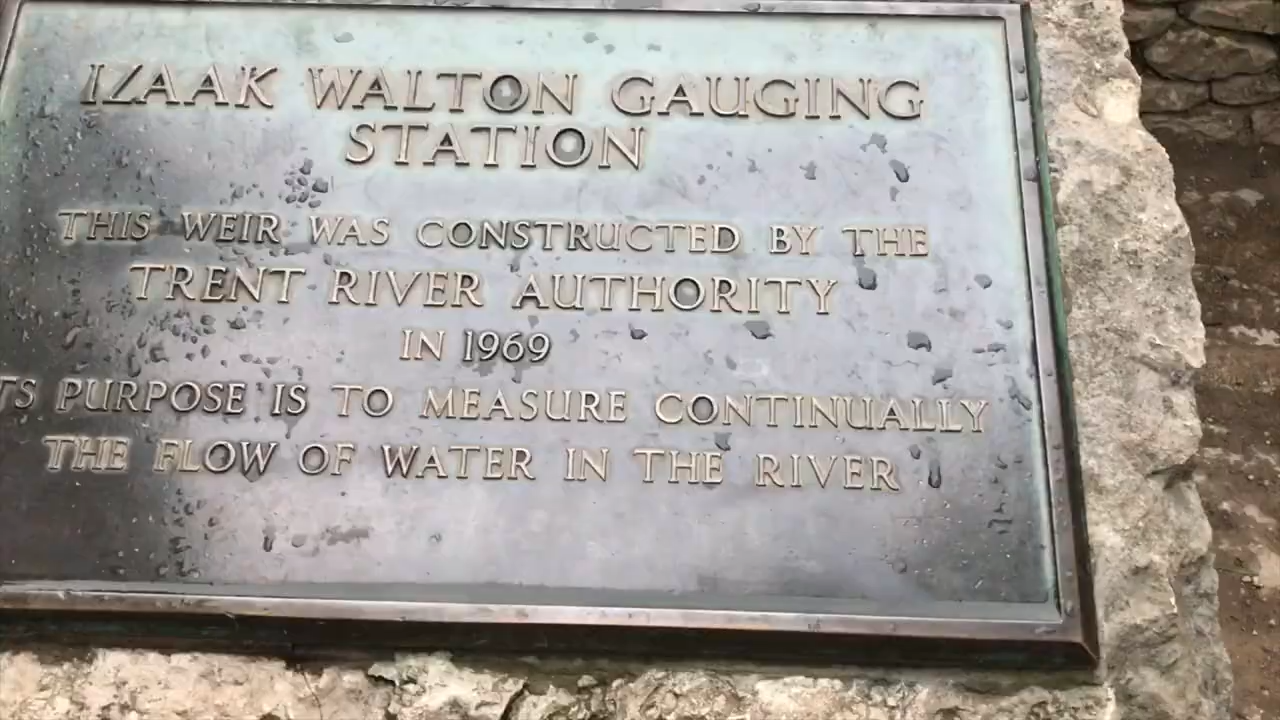 IZAAK WALTON GAUGING
STATION
THIS WEIR WAS CONSTRUCTED BY THE
TRENT RIVER AUTHORITY
IN 1969
TS PURPOSE IS TO MEASURE CONTINUALLY
THE FLOW OF WATER IN THE RIVER